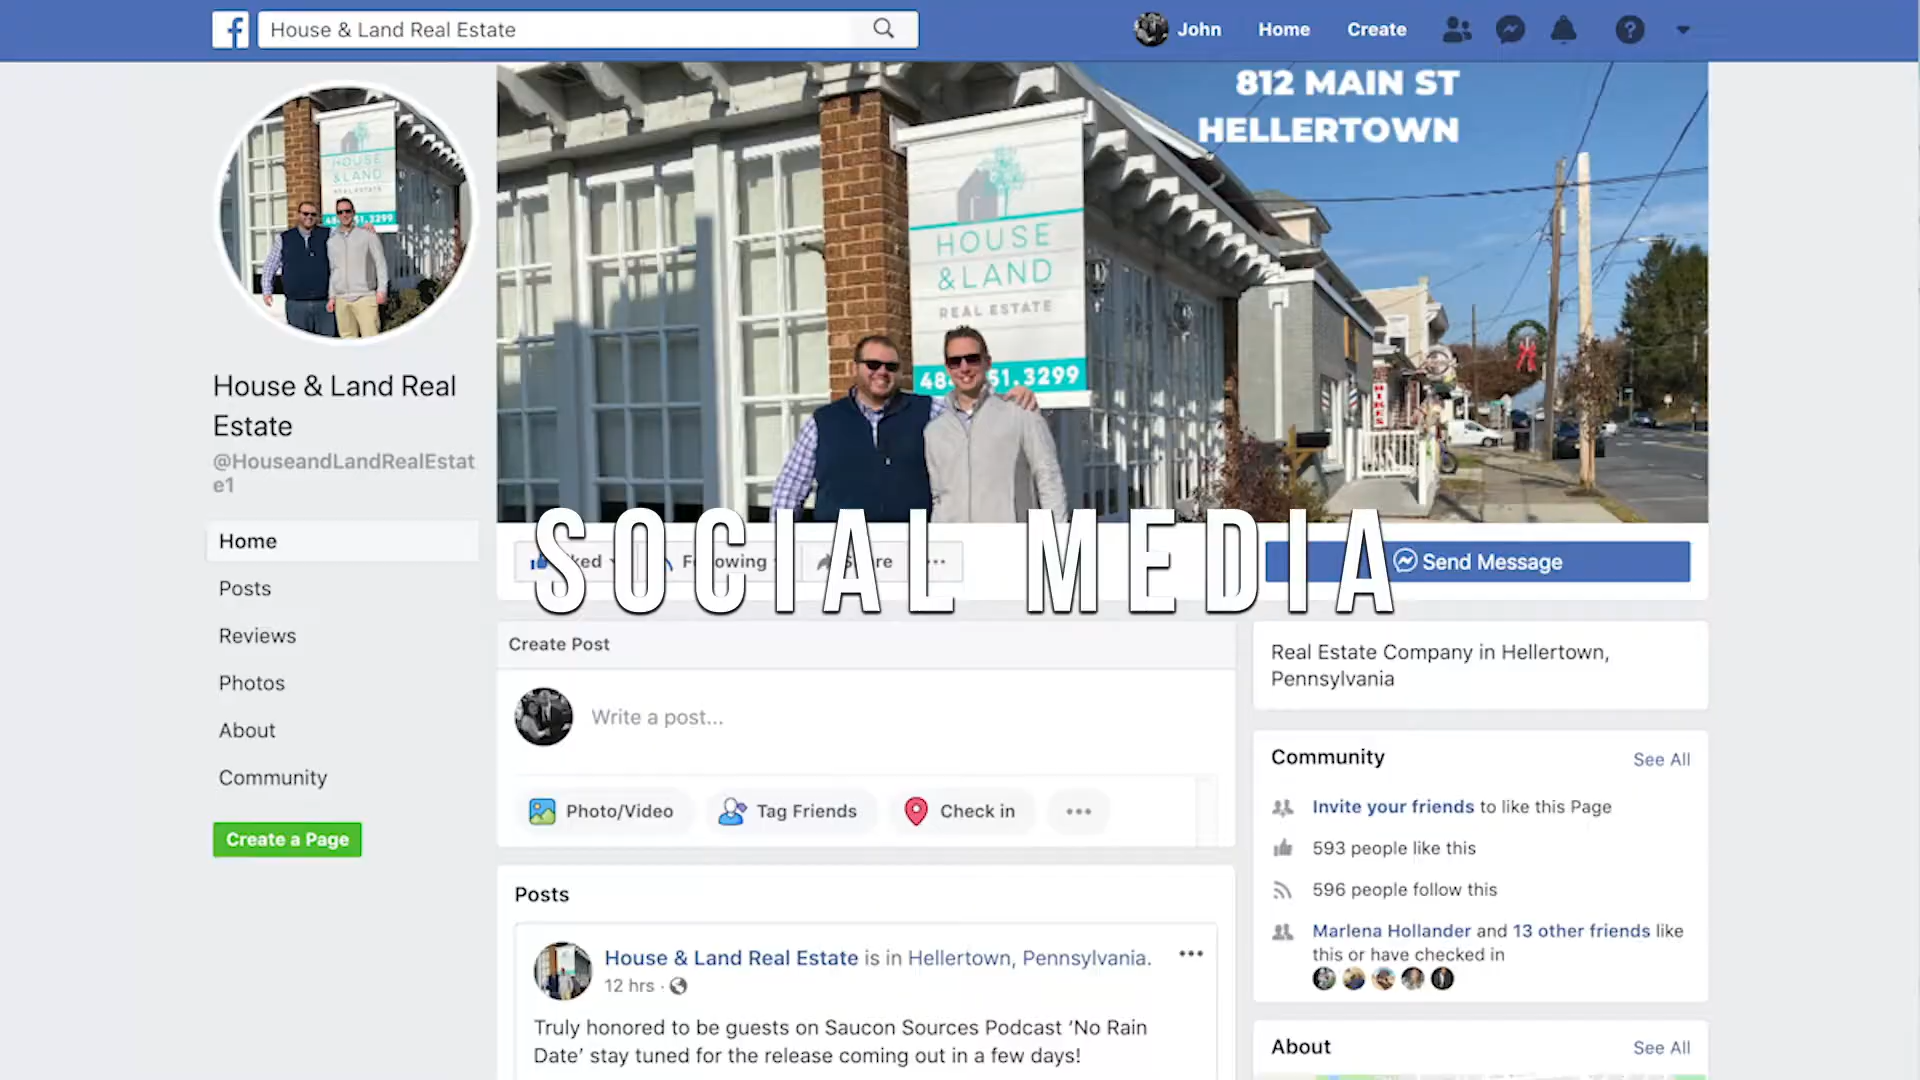 House & Land Real Estate
John
Home
Create
812 MAIN ST
HELLERTOWN
HOUSE
& LAND
REAL ESTATE
HOUSE
& LAND
REAL ESTATE
51.3299
BIKES
House & Land Real
Estate
@HouseandLandRealEstat
e1
Home
Posts
Reviews
Photos
About
Community
Create a Page
SOCIAL MEDIA
Send Message
Create Post
Write a post...
Photo/Video
Tag Friends
Check in
Posts
House & Land Real Estate is in Hellertown, Pennsylvania.
12 hrs ·
Truly honored to be guests on Saucon Sources Podcast ‘No Rain
Date’ stay tuned for the release coming out in a few days!
Real Estate Company in Hellertown,
Pennsylvania
Community
See All
Invite your friends to like this Page
593 people like this
596 people follow this
Marlena Hollander and 13 other friends like
this or have checked in
About
See All